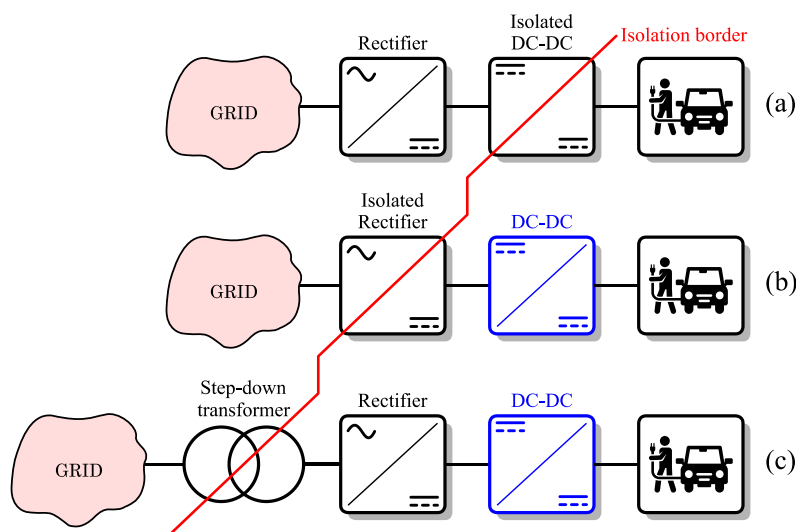 Rectifier
Isolated
DC-DC
Isolation border
GRID
(a)
Isolated
Rectifier
DC-DC
GRID
(b)
Step-down
transformer
Rectifier
DC-DC
GRID
(c)